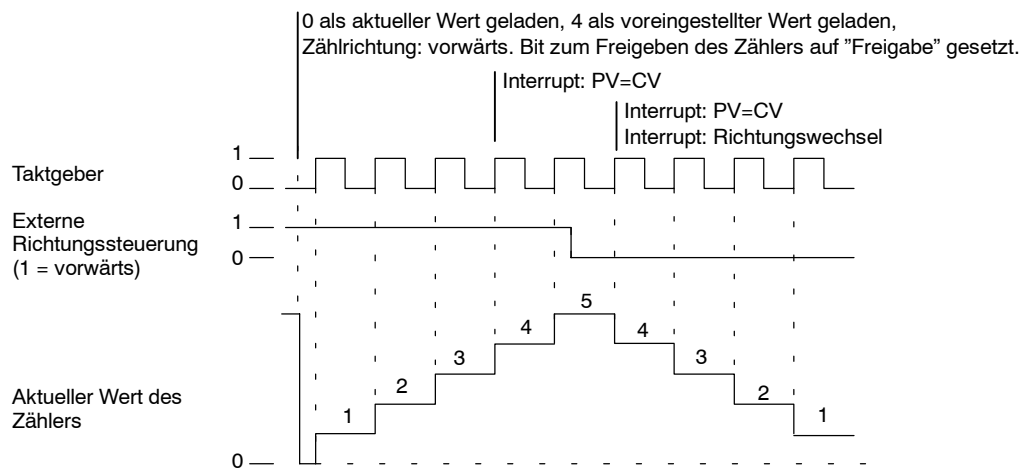 0 als aktueller Wert geladen, 4 als voreingestellter Wert geladen,
Zählrichtung: vorwärts. Bit zum Freigeben des Zählers auf ”Freigabe” gesetzt.
Interrupt: PV=CV
Interrupt: PV=CV
Interrupt: Richtungswechsel
Taktgeber
1
0
Externe
Richtungssteuerung
(1 = vorwärts)
1
0
Aktueller Wert des
Zählers
0
1
2
3
4
5
4
3
2
1